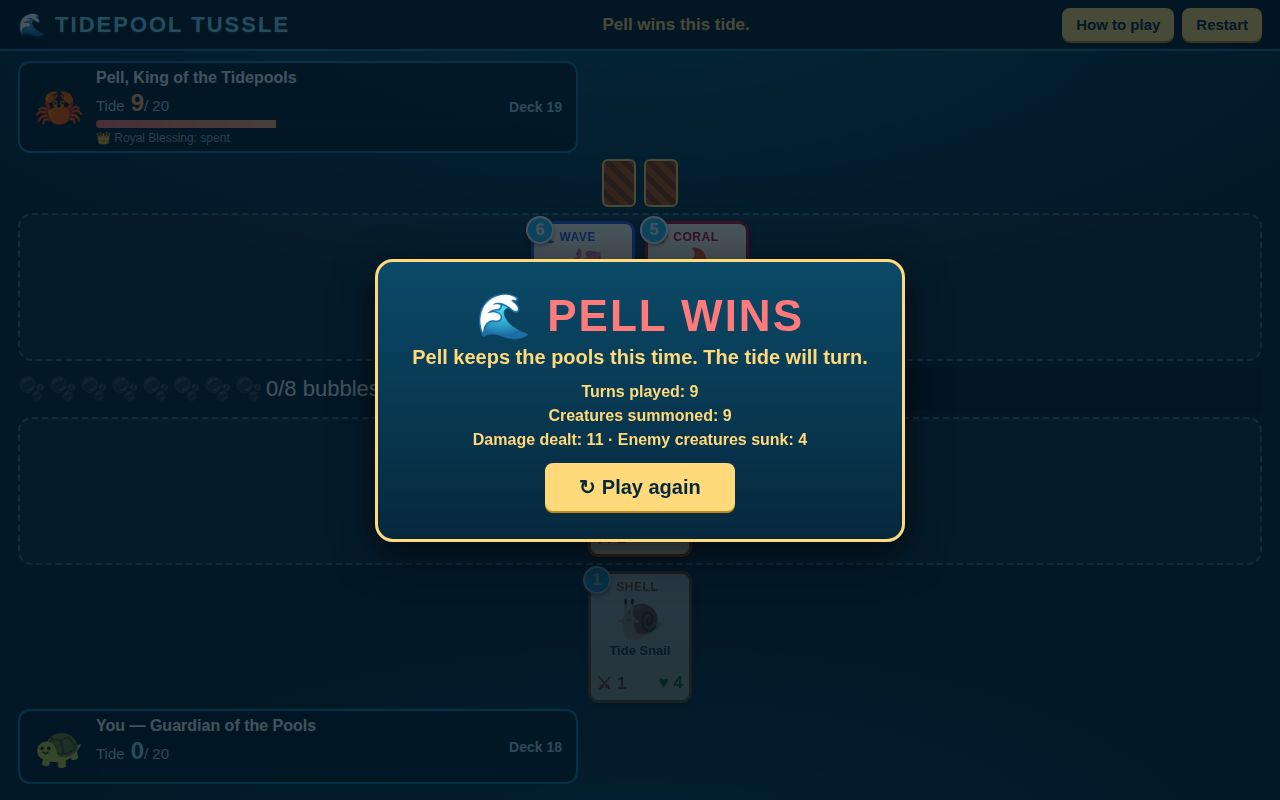 TIDEPOOL TUSSLE
Pell wins this tide.
How to play
Restart
Pell, King of the Tidepools
Tide 9/ 20
Deck 19
Royal Blessing: spent
6 WAVE
5 CORAL
PELL WINS
Pell keeps the pools this time. The tide will turn.
0/8 bubbles
Turns played: 9
Creatures summoned: 9
Damage dealt: 11 · Enemy creatures sunk: 4
↻ Play again
1 SHELL
Tide Snail
⚔ 1 ♥ 4
You — Guardian of the Pools
Tide 0/ 20
Deck 18